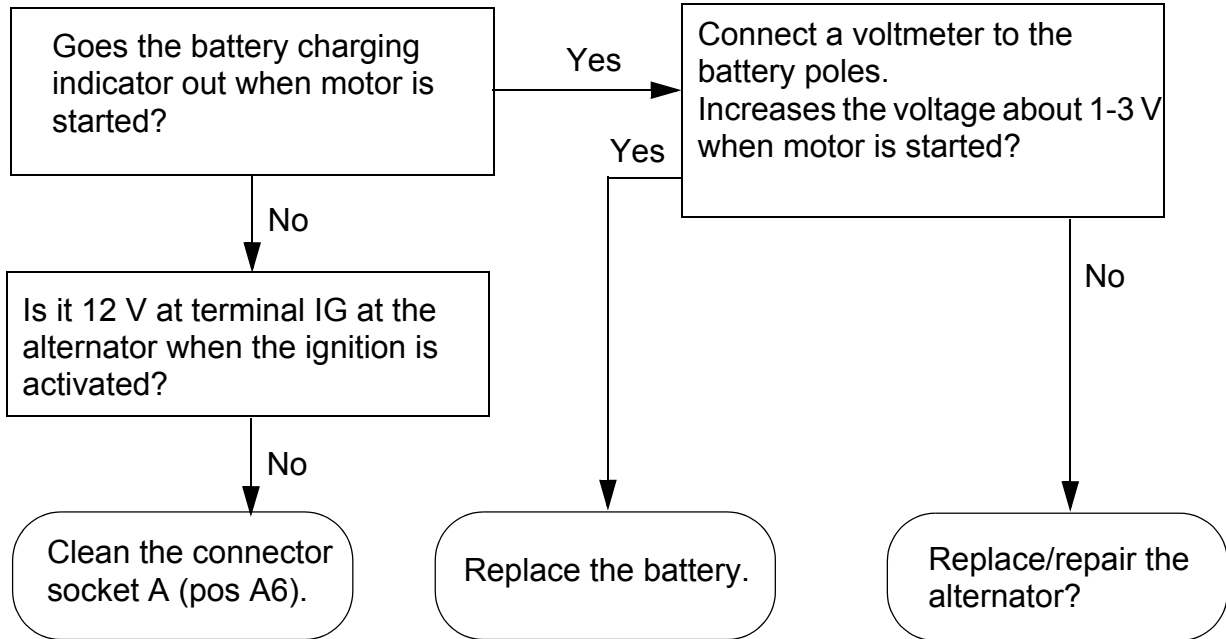 Goes the battery charging
indicator out when motor is
started?
Yes
Connect a voltmeter to the
battery poles.
Increases the voltage about 1-3 V
when motor is started?
Yes
No
No
Is it 12 V at terminal IG at the
alternator when the ignition is
activated?
No
Clean the connector
socket A (pos A6).
Replace the battery.
Replace/repair the
alternator?